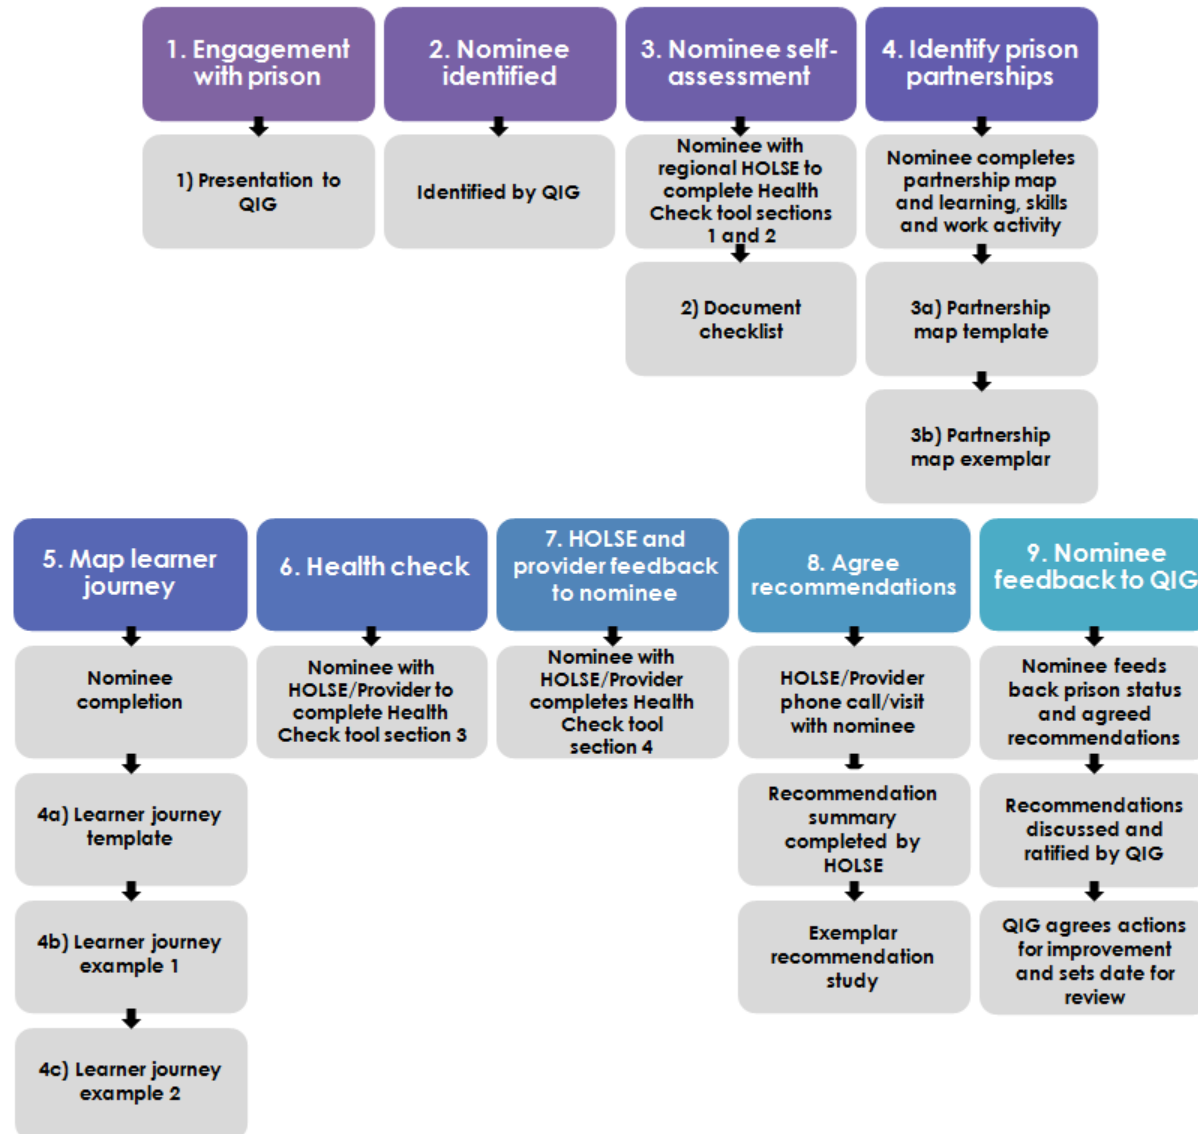 1. Engagement
with prison
2. Nominee
identified
3. Nominee self-
assessment
4. Identify prison
partnerships
1) Presentation to
QIG
Identified by QIG
Nominee with
regional HOLSE to
complete Health
Check tool sections
1 and 2
Nominee completes
partnership map
and learning, skills
and work activity
2) Document
checklist
3a) Partnership
map template
3b) Partnership
map exemplar
5. Map learner
journey
6. Health check
7. HOLSE and
provider feedback
to nominee
8. Agree
recommendations
9. Nominee
feedback to QIG
Nominee
completion
Nominee with
HOLSE/Provider to
complete Health
Check tool section 3
Nominee with
HOLSE/Provider
completes Health
Check tool
section 4
HOLSE/Provider
phone call/visit
with nominee
Nominee feeds
back prison status
and agreed
recommendations
4a) Learner journey
template
Recommendation
summary
completed by
HOLSE
Recommendations
discussed and
ratified by QIG
4b) Learner journey
example 1
Exemplar
recommendation
study
QIG agrees actions
for improvement
and sets date for
review
4c) Learner journey
example 2